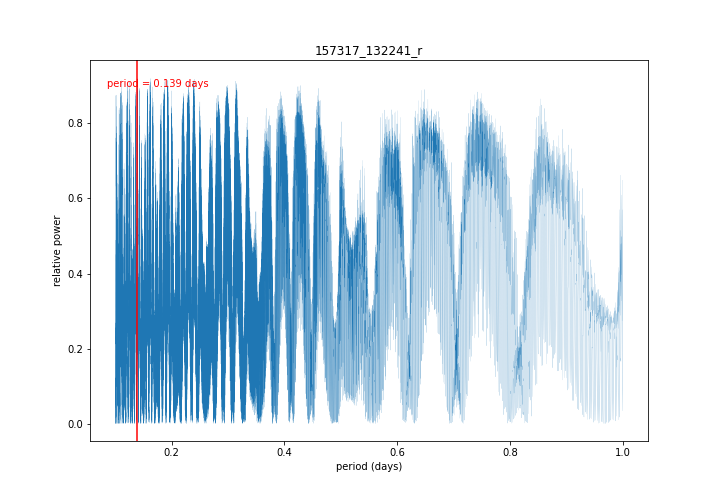 157317_132241_r
period = 0.139 days
relative power
0.8
0.6
0.4
0.2
0.0
0.2 0.4 0.6 0.8 1.0
period (days)